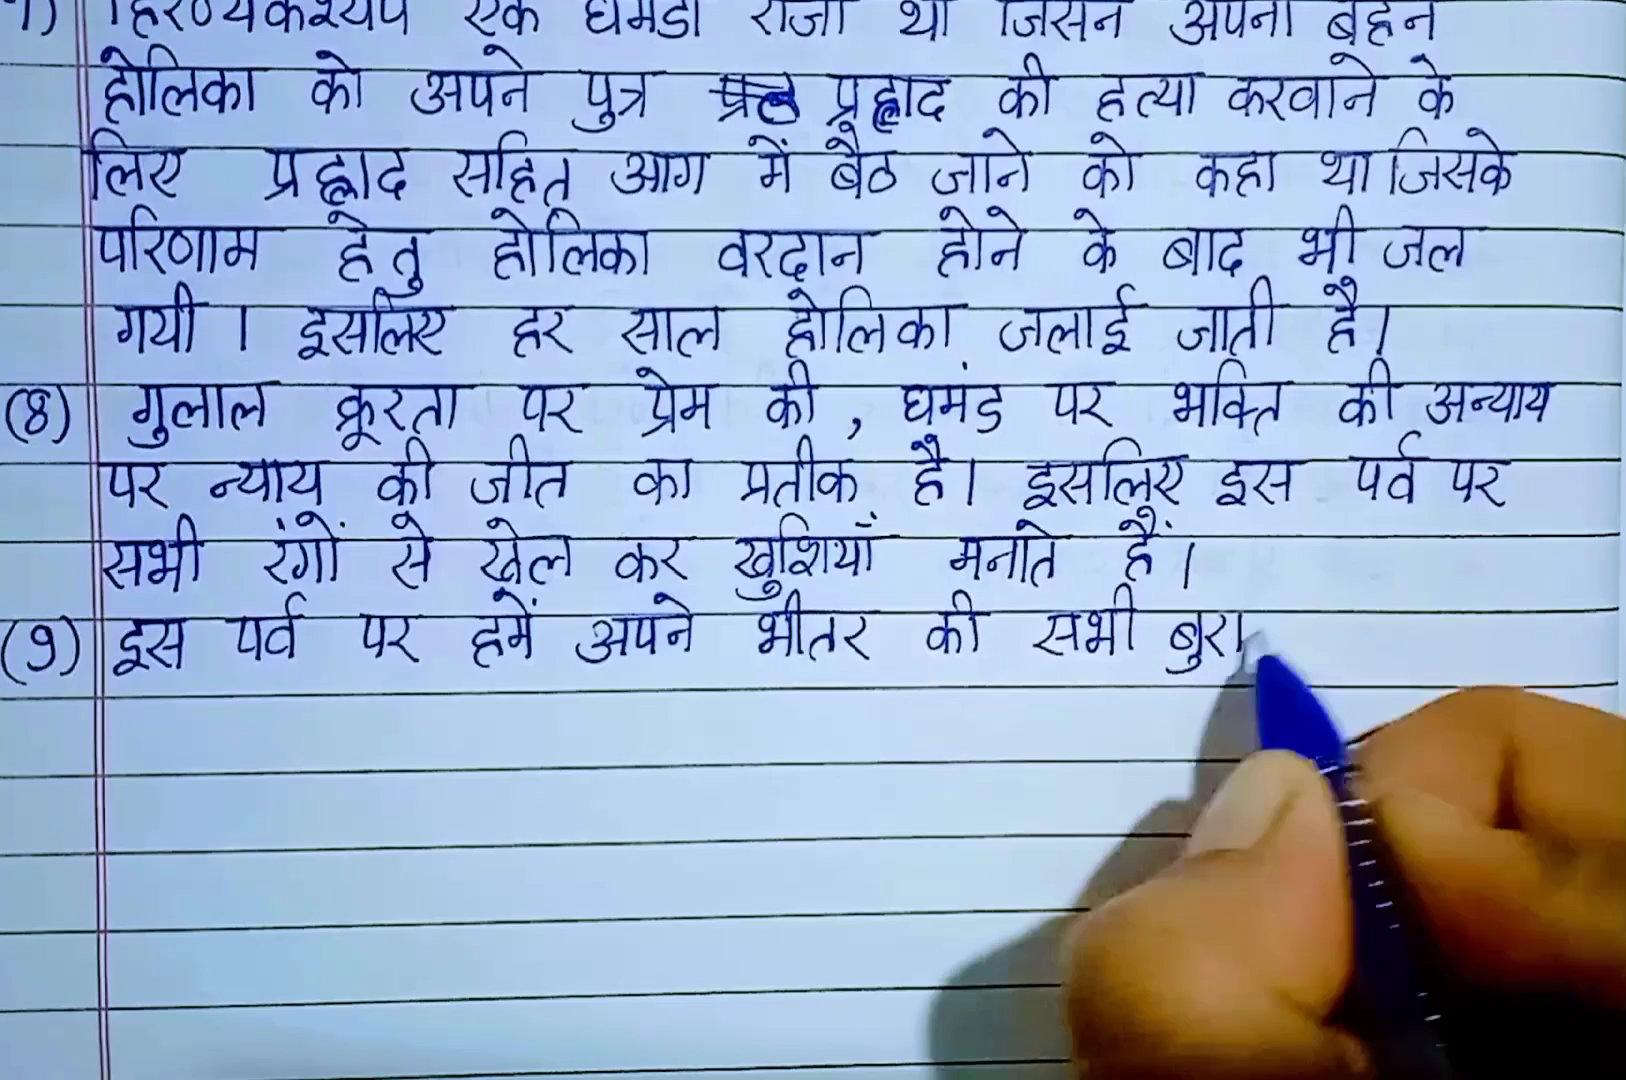 7) हिरण्यकश्यप एक घमंडी राजा था जिसने अपनी बहन
होलिका को अपने पुत्र प्रह्लाद की हत्या करवाने के
लिए प्रह्लाद सहित आग में बैठ जाने को कहा था जिसके
परिणाम हेतु होलिका वरदान होने के बाद भी जल
गयी । इसलिए हर साल होलिका जलाई जाती है।
(8) गुलाल क्रूरता पर प्रेम की , घमंड पर भक्ति की अन्याय
पर न्याय की जीत का प्रतीक है। इसलिए इस पर्व पर
सभी रंगों से खेल कर खुशियाँ मनाते हैं।
(9) इस पर्व पर हमें अपने भीतर की सभी बुरा